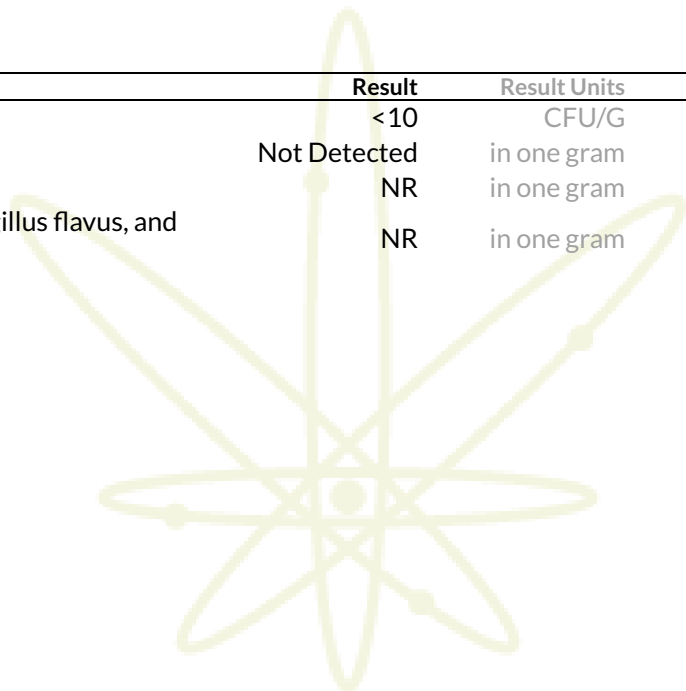 Result Result Units
<10 CFU/G
Not Detected in one gram
NR in one gram
illus flavus, and
NR in one gram